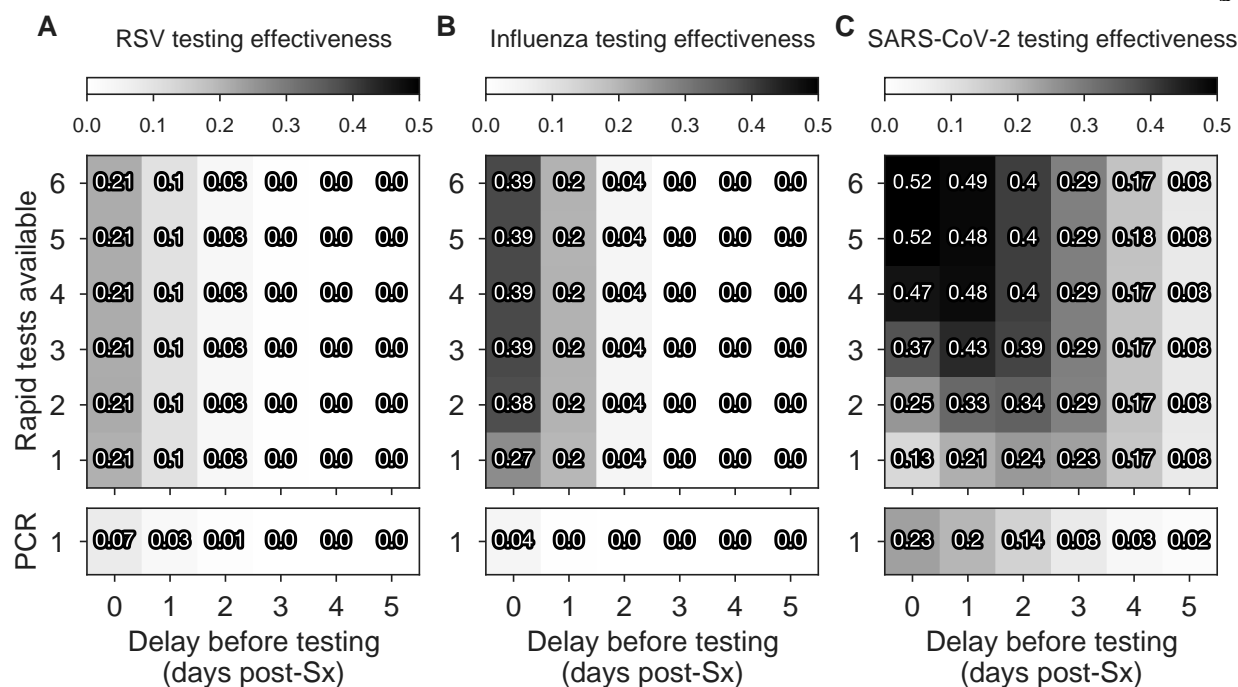 A RSV testing effectiveness B Influenza testing effectiveness C SARS-CoV-2 testing effectiveness
0.0 0.1 0.2 0.3 0.4 0.5 0.0 0.1 0.2 0.3 0.4 0.5 0.0 0.1 0.2 0.3 0.4 0.5
Rapid tests available
6 0.21 0.1 0.03 0.0 0.0 0.0 6 0.39 0.2 0.04 0.0 0.0 0.0 6 0.52 0.49 0.4 0.29 0.17 0.08
5 0.21 0.1 0.03 0.0 0.0 0.0 5 0.39 0.2 0.04 0.0 0.0 0.0 5 0.52 0.48 0.4 0.29 0.18 0.08
4 0.21 0.1 0.03 0.0 0.0 0.0 4 0.39 0.2 0.04 0.0 0.0 0.0 4 0.47 0.48 0.4 0.29 0.17 0.08
3 0.21 0.1 0.03 0.0 0.0 0.0 3 0.39 0.2 0.04 0.0 0.0 0.0 3 0.37 0.43 0.39 0.29 0.17 0.08
2 0.21 0.1 0.03 0.0 0.0 0.0 2 0.38 0.2 0.04 0.0 0.0 0.0 2 0.25 0.33 0.34 0.29 0.17 0.08
1 0.21 0.1 0.03 0.0 0.0 0.0 1 0.27 0.2 0.04 0.0 0.0 0.0 1 0.13 0.21 0.24 0.23 0.17 0.08
PCR
1 0.07 0.03 0.01 0.0 0.0 0.0 1 0.04 0.0 0.0 0.0 0.0 0.0 1 0.23 0.2 0.14 0.08 0.03 0.02
0 1 2 3 4 5 0 1 2 3 4 5 0 1 2 3 4 5
Delay before testing Delay before testing Delay before testing
(days post-Sx) (days post-Sx) (days post-Sx)